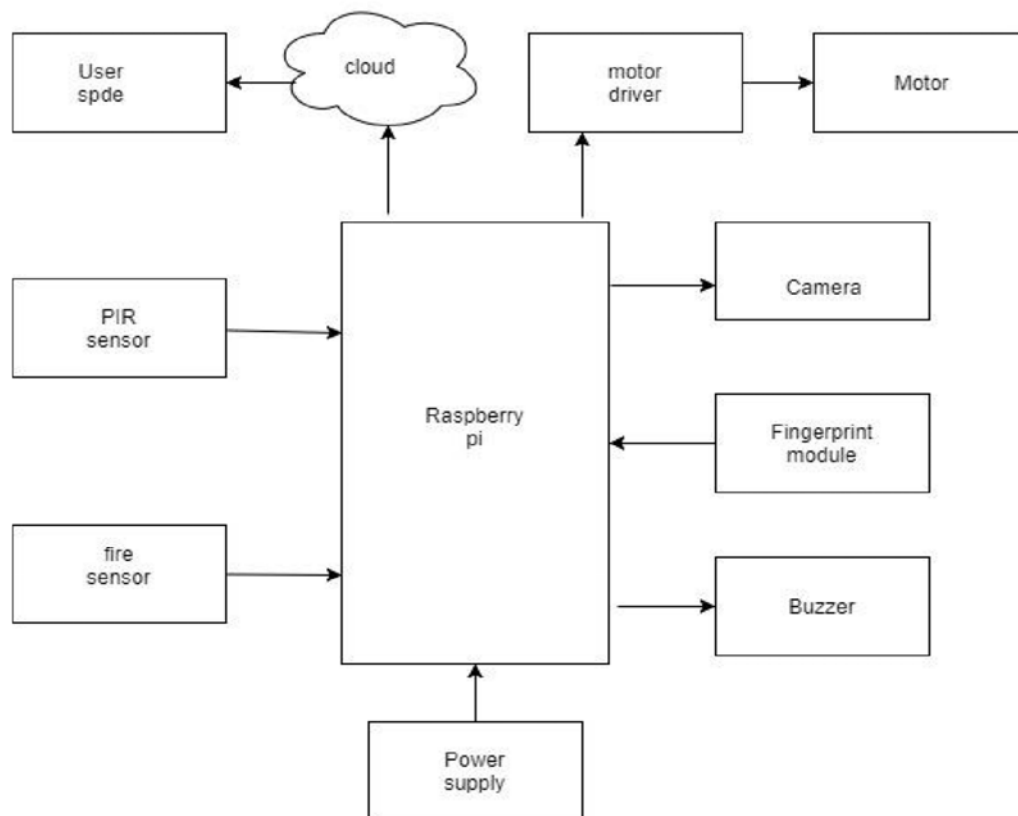 User
spde
cloud
motor
driver
Motor
PIR
sensor
Camera
Raspberry
pi
Fingerprint
module
fire
sensor
Buzzer
Power
supply